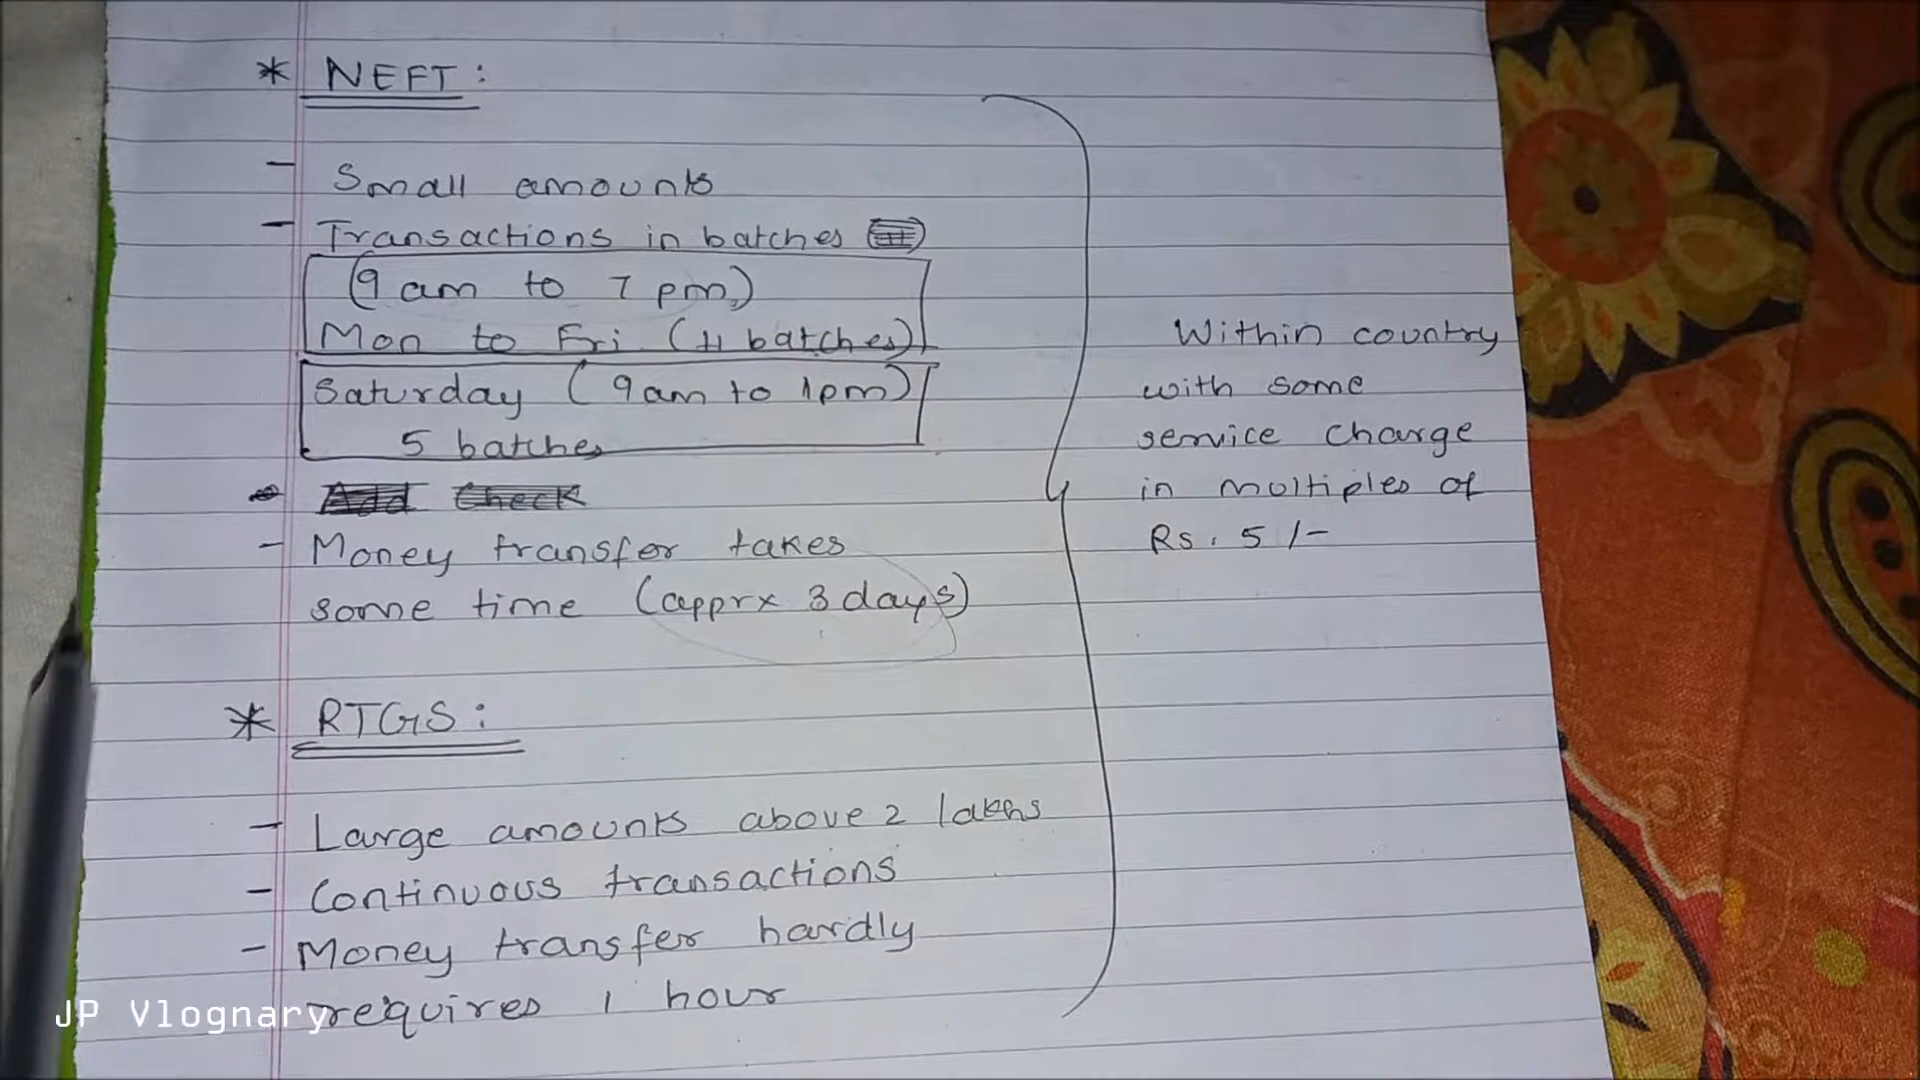 * NEFT :
- Small amounts
- Transactions in batches
(9 am to 7 pm)
Mon to Fri (11 batches)
Saturday (9am to 1pm)
5 batches
Add Check
- Money transfer takes
some time (apprx 3 days)
* RTGS :
- Large amounts above 2 lakhs
- Continuous transactions
- Money transfer hardly
requires 1 hour
Within country
with some
service charge
in multiples of
Rs. 5 /-
JP Vlognary